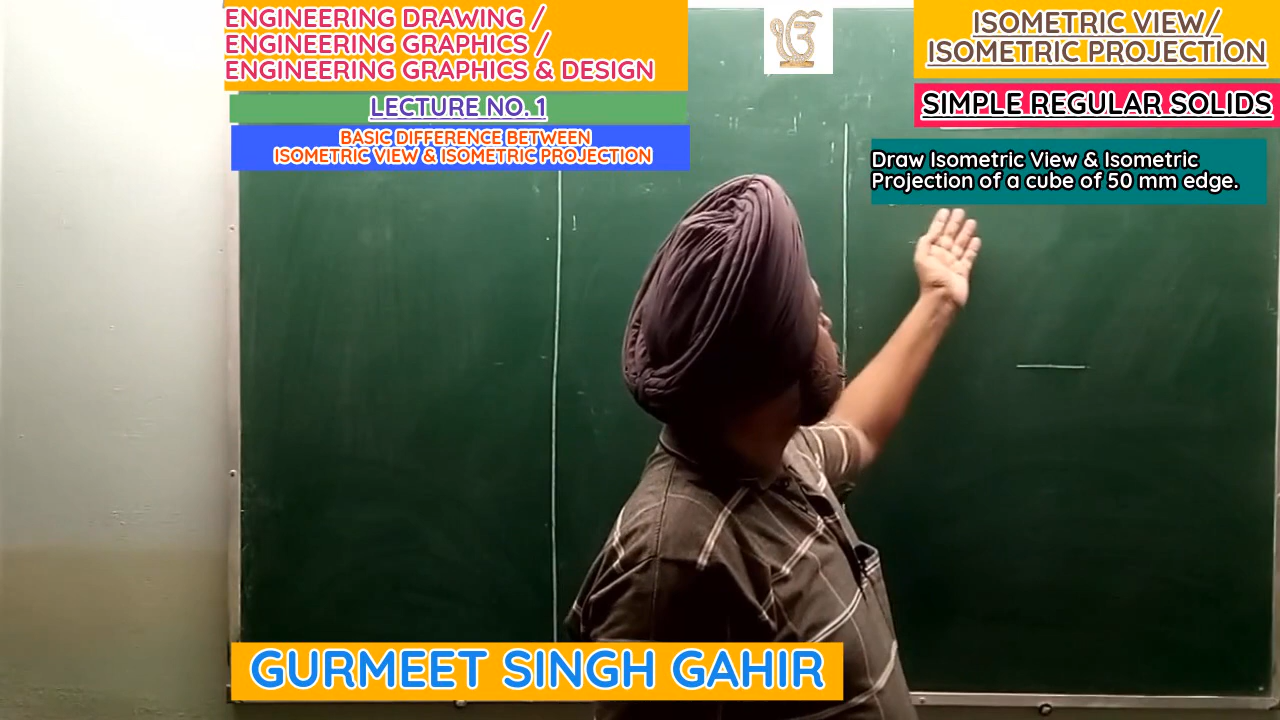 ENGINEERING DRAWING /
ENGINEERING GRAPHICS /
ENGINEERING GRAPHICS & DESIGN
LECTURE NO. 1
BASIC DIFFERENCE BETWEEN
ISOMETRIC VIEW & ISOMETRIC PROJECTION
ੴ
ISOMETRIC VIEW/
ISOMETRIC PROJECTION
SIMPLE REGULAR SOLIDS
Draw Isometric View & Isometric
Projection of a cube of 50 mm edge.
GURMEET SINGH GAHIR